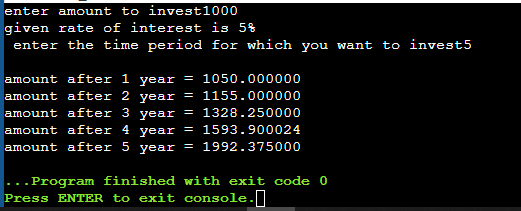 enter amount to invest1000
given rate of interest is 5%
enter the time period for which you want to invest5
amount after 1 year = 1050.000000
amount after 2 year = 1155.000000
amount after 3 year = 1328.250000
amount after 4 year = 1593.900024
amount after 5 year = 1992.375000
...Program finished with exit code 0
Press ENTER to exit console.